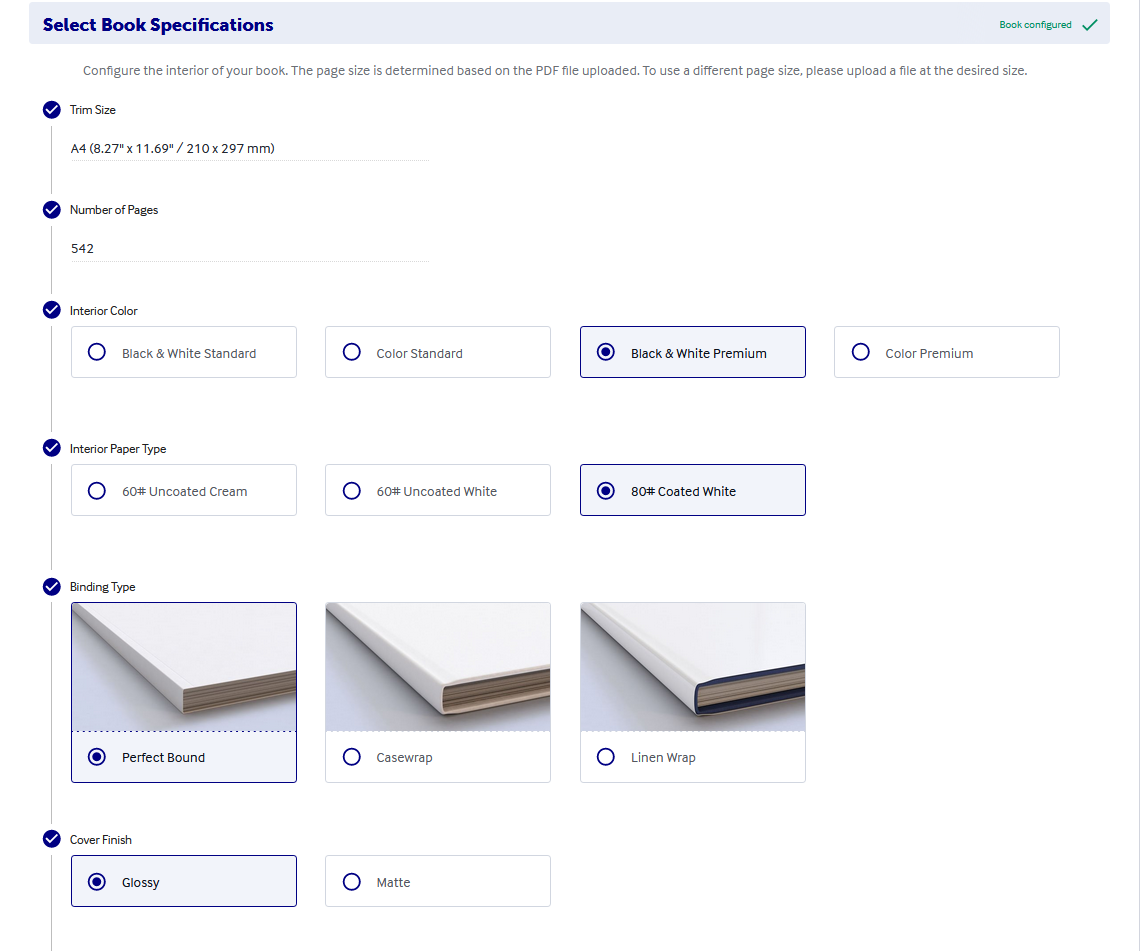 Select Book Specifications
Book configured
Configure the interior of your book. The page size is determined based on the PDF file uploaded. To use a different page size, please upload a file at the desired size.
Trim Size
A4 (8.27" x 11.69" / 210 x 297 mm)
Number of Pages
542
Interior Color
Black & White Standard
Color Standard
Black & White Premium
Color Premium
Interior Paper Type
60# Uncoated Cream
60# Uncoated White
80# Coated White
Binding Type
Perfect Bound
Casewrap
Linen Wrap
Cover Finish
Glossy
Matte